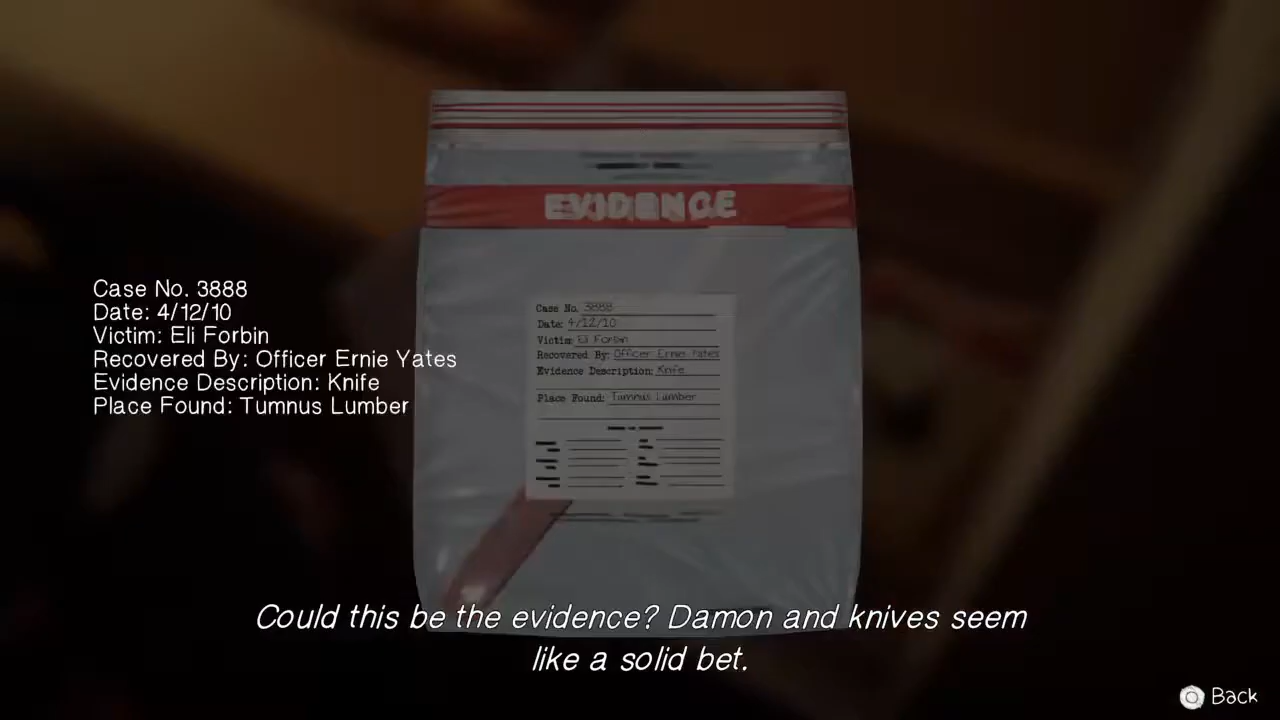 EVIDENCE
Case No. 3888
Date: 4/12/10
Victim: Eli Forbin
Recovered By: Officer Ernie Yates
Evidence Description: Knife
Place Found: Tumnus Lumber
Case No. 3888
Date: 4/12/10
Victim: Eli Forbin
Recovered By: Officer Ernie Yates
Evidence Description: Knife
Place Found: Tumnus Lumber
Could this be the evidence? Damon and knives seem
like a solid bet.
Back